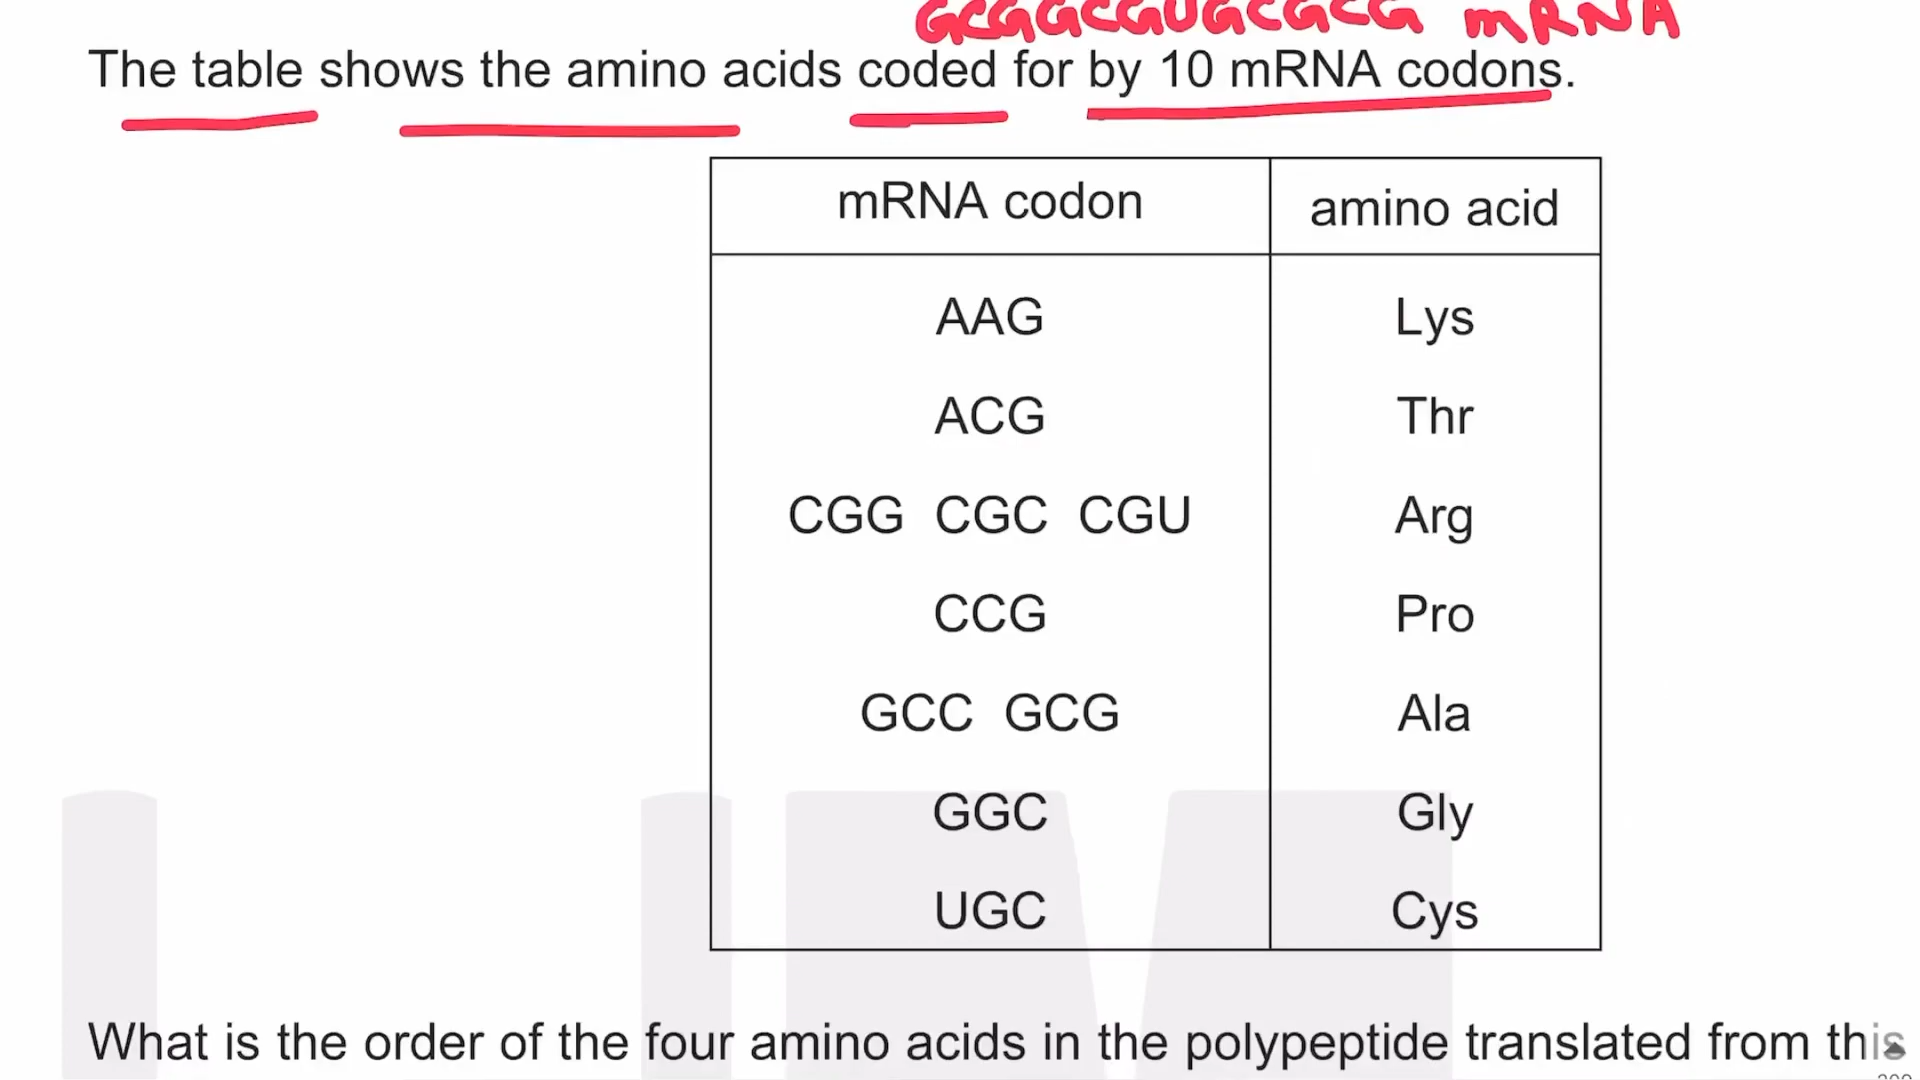 GCGGCGUGCGCG mRNA
The table shows the amino acids coded for by 10 mRNA codons.
mRNA codon amino acid
AAG Lys
ACG Thr
CGG CGC CGU Arg
CCG Pro
GCC GCG Ala
GGC Gly
UGC Cys
What is the order of the four amino acids in the polypeptide translated from this